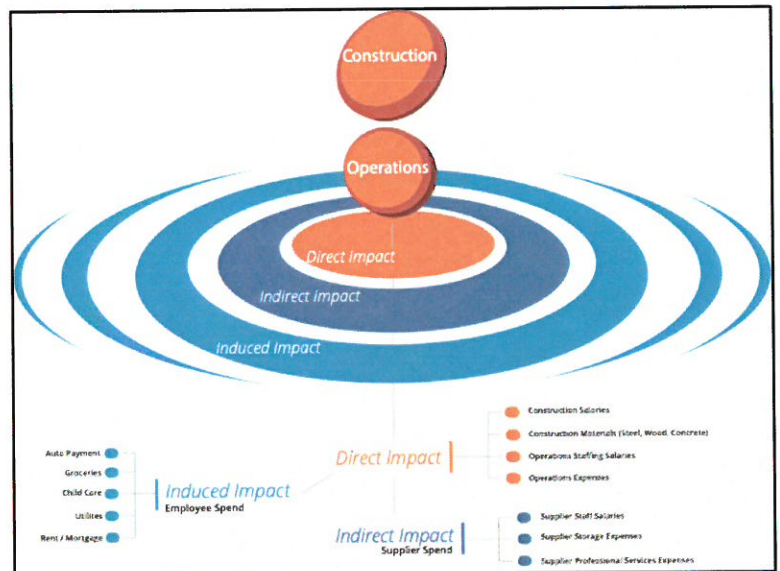 Construction
Operations
Direct impact
Indirect impact
Induced Impact
Construction Salaries
Construction Materials (Steel, Wood, Concrete)
Operations Staffing Salaries
Operations Expenses
Direct Impact
Auto Payment
Groceries
Child Care
Utilites
Rent / Mortgage
Induced Impact
Employee Spend
Indirect Impact
Supplier Spend
Supplier Staff Salaries
Supplier Storage Expenses
Supplier Professional Services Expenses